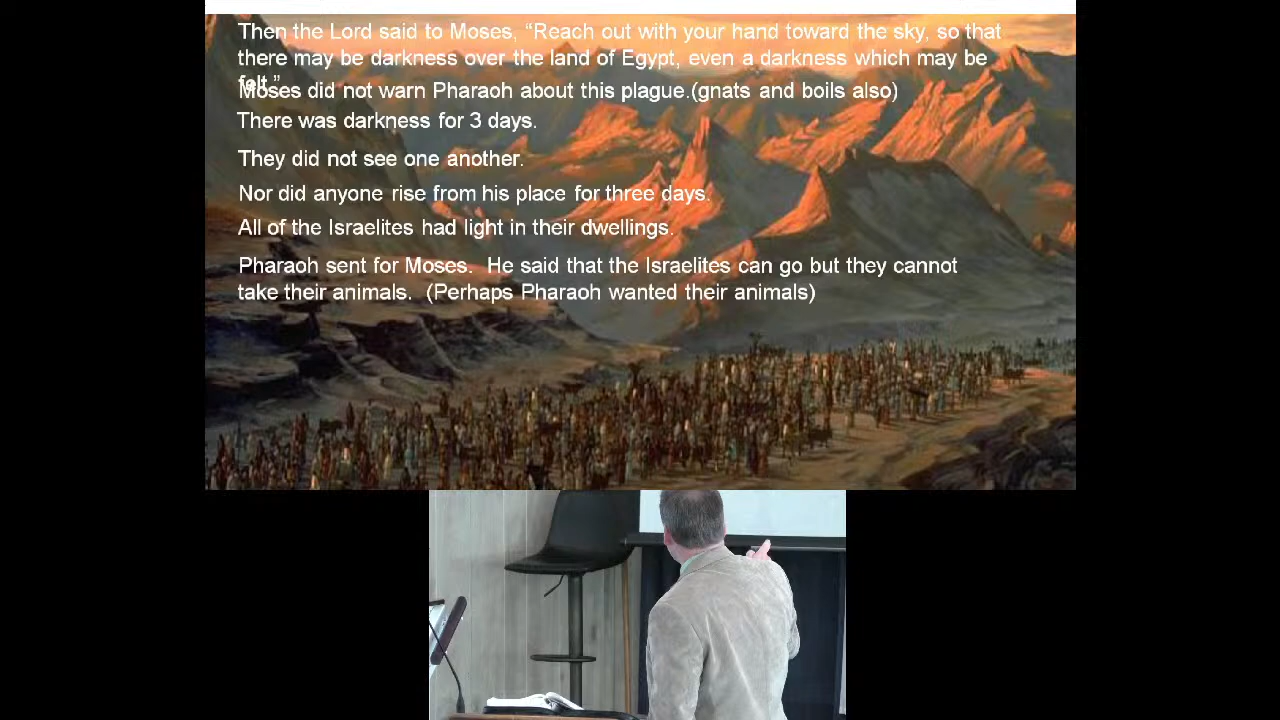 Then the Lord said to Moses, “Reach out with your hand toward the sky, so that
there may be darkness over the land of Egypt, even a darkness which may be
felt.”
Moses did not warn Pharaoh about this plague.(gnats and boils also)
There was darkness for 3 days.
They did not see one another.
Nor did anyone rise from his place for three days.
All of the Israelites had light in their dwellings.
Pharaoh sent for Moses.  He said that the Israelites can go but they cannot
take their animals.  (Perhaps Pharaoh wanted their animals)